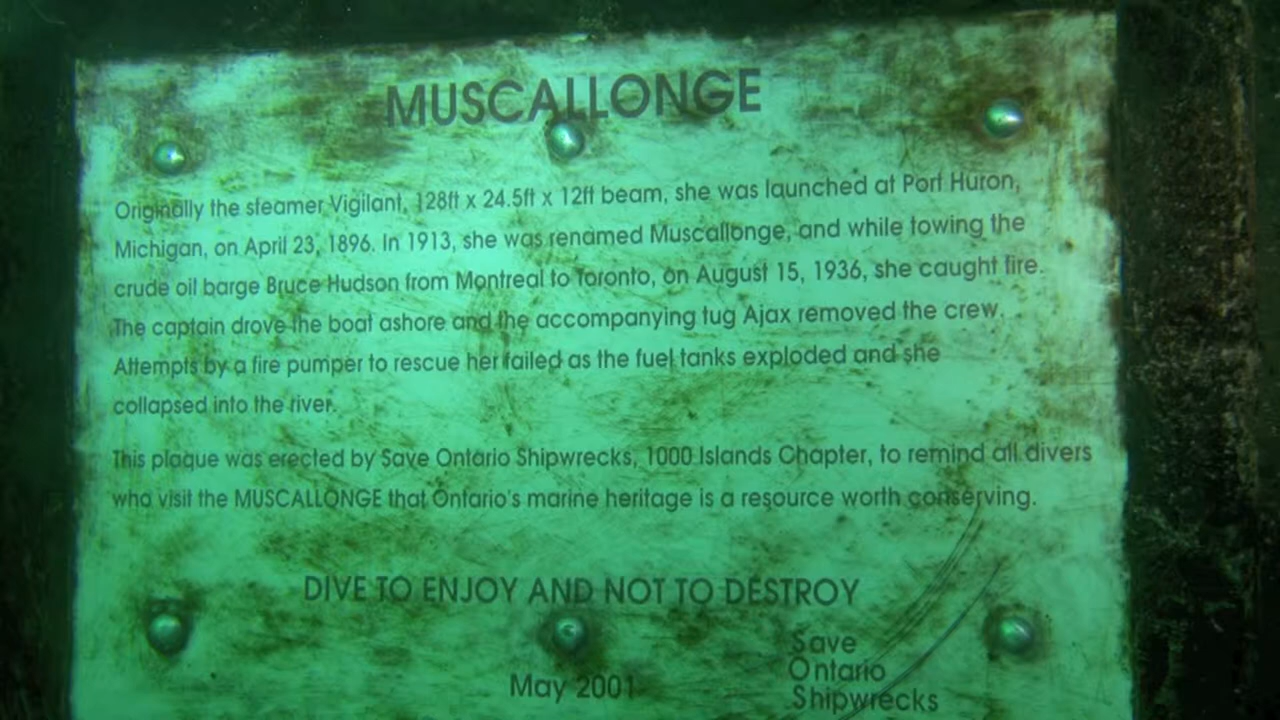 MUSCALLONGE
Originally the steamer Vigilant, 128ft x 24.5ft x 12ft beam, she was launched at Port Huron,
Michigan, on April 23, 1896. In 1913, she was renamed Muscallonge, and while towing the
crude oil barge Bruce Hudson from Montreal to Toronto, on August 15, 1936, she caught fire.
The captain drove the boat ashore and the accompanying tug Ajax removed the crew.
Attempts by a fire pumper to rescue her failed as the fuel tanks exploded and she
collapsed into the river.
This plaque was erected by Save Ontario Shipwrecks, 1000 Islands Chapter, to remind all divers
who visit the MUSCALLONGE that Ontario's marine heritage is a resource worth conserving.
DIVE TO ENJOY AND NOT TO DESTROY
May 2001
Save
Ontario
Shipwrecks